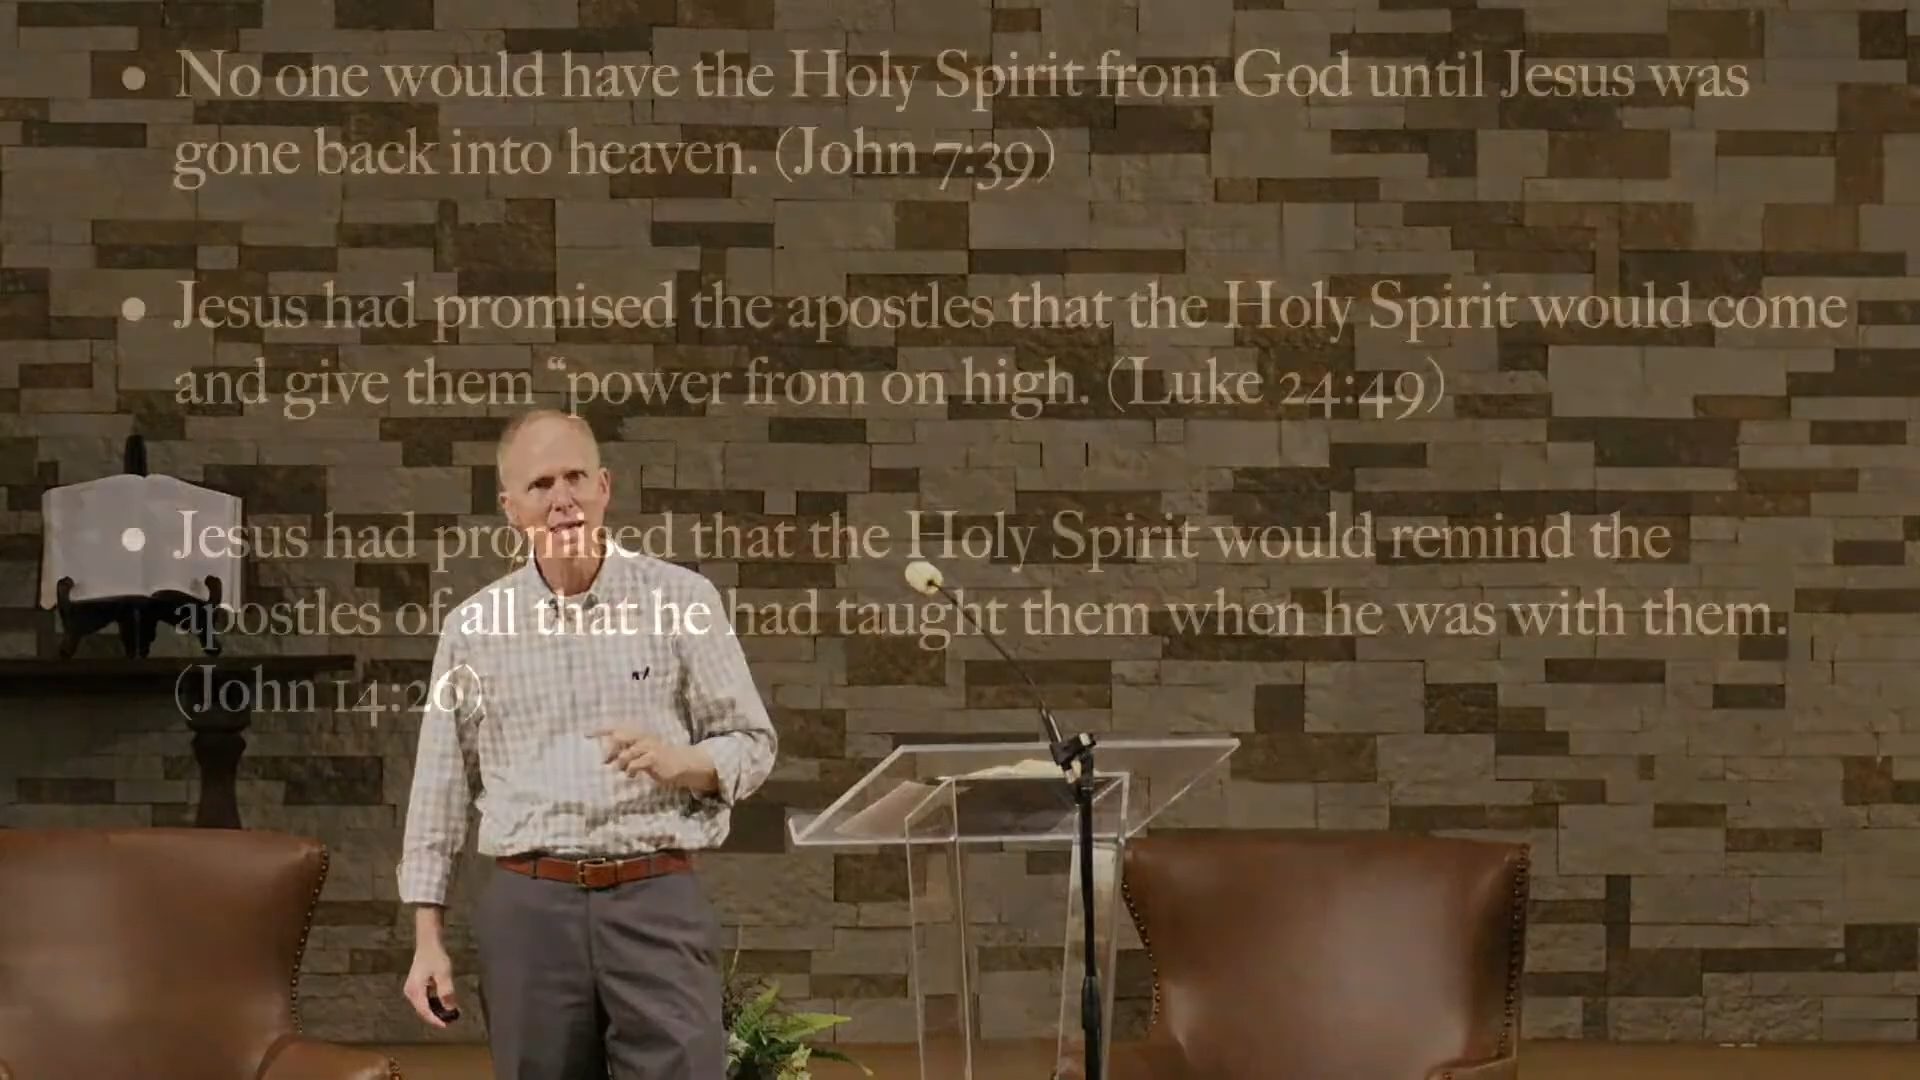 • No one would have the Holy Spirit from God until Jesus was
gone back into heaven. (John 7:39)
• Jesus had promised the apostles that the Holy Spirit would come
and give them “power from on high. (Luke 24:49)
• Jesus had promised that the Holy Spirit would remind the
apostles of all that he had taught them when he was with them.
(John 14:26)